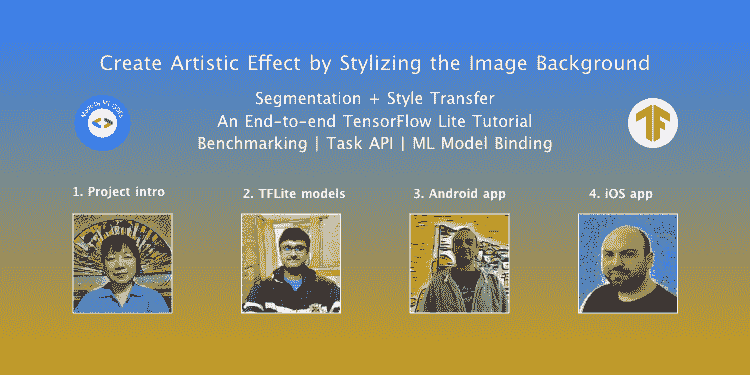 Create Artistic Effect by Stylizing the Image Background
Segmentation + Style Transfer
An End-to-end TensorFlow Lite Tutorial
Benchmarking | Task API | ML Model Binding
1. Project intro
2. TFLite models
3. Android app
4. iOS app